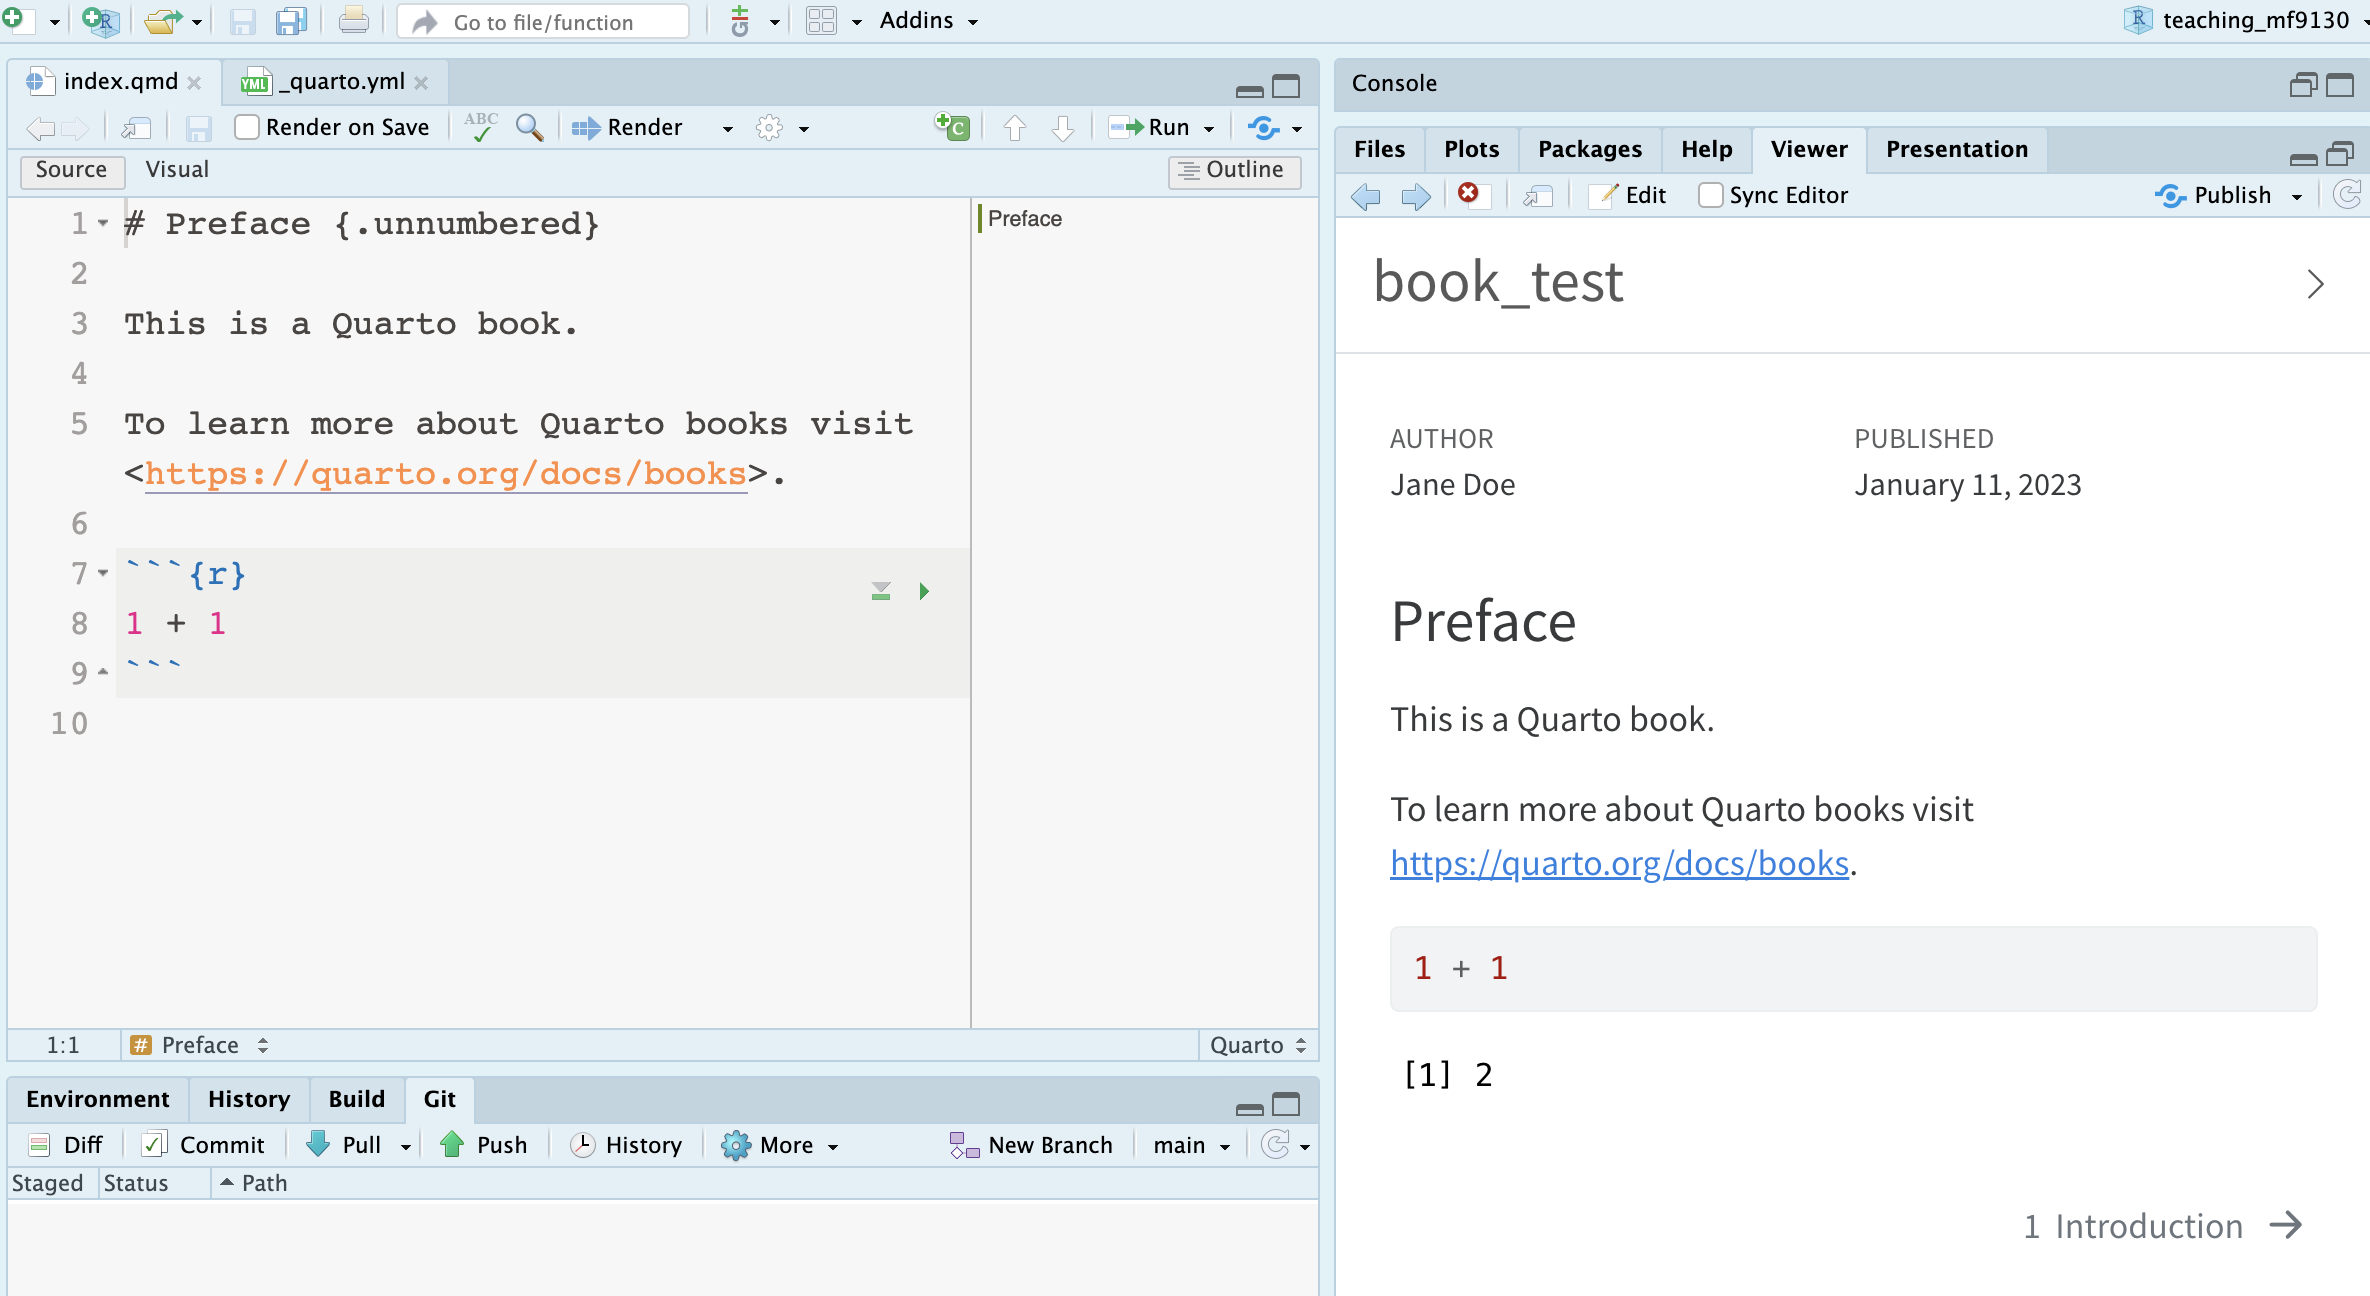 Go to file/function
Addins
teaching_mf9130
index.qmd
_quarto.yml
Render on Save
ABC
Render
Run
Source Visual
Outline
1 # Preface {.unnumbered}
2
3 This is a Quarto book.
4
5 To learn more about Quarto books visit
<https://quarto.org/docs/books>.
6
7 ```{r}
8 1 + 1
9 ```
10
Preface
1:1 # Preface
Quarto
Environment History Build Git
Diff Commit Pull Push History More New Branch main
Staged Status Path
Console
Files Plots Packages Help Viewer Presentation
Edit Sync Editor Publish
book_test
AUTHOR
Jane Doe
PUBLISHED
January 11, 2023
Preface
This is a Quarto book.
To learn more about Quarto books visit
https://quarto.org/docs/books.
1 + 1
[1] 2
1 Introduction →